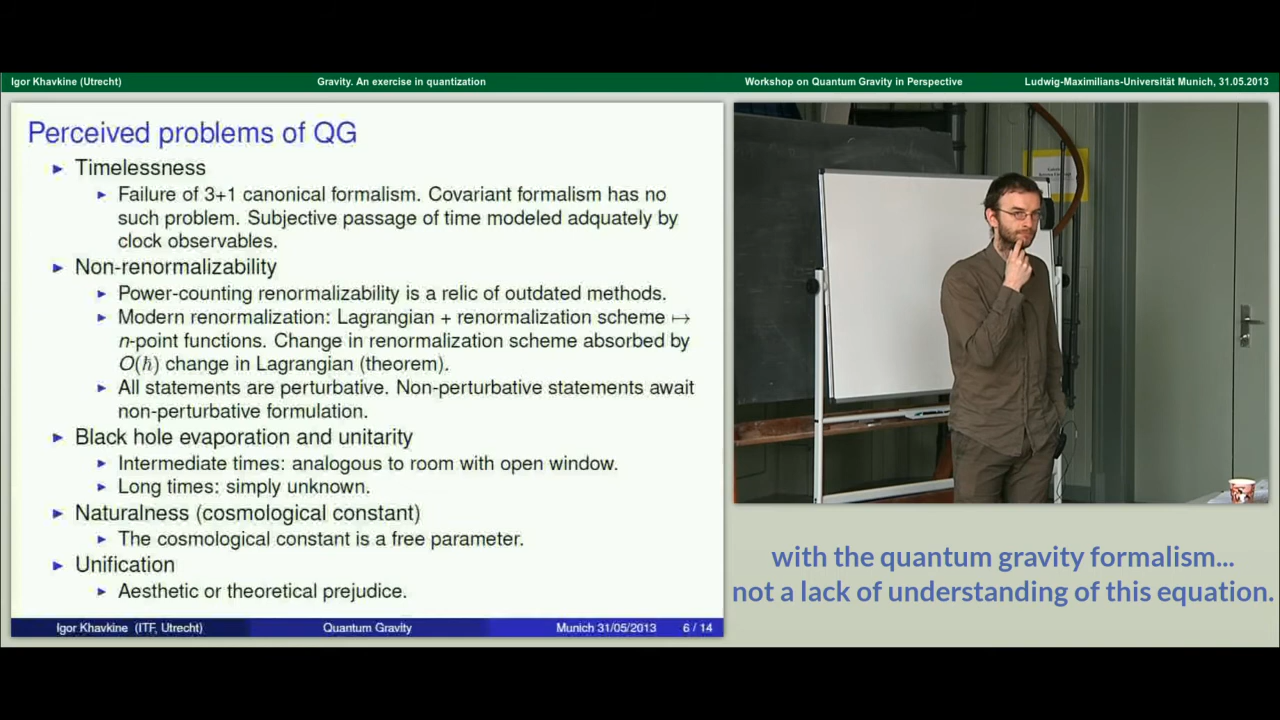 Igor Khavkine (Utrecht) Gravity. An exercise in quantization Workshop on Quantum Gravity in Perspective Ludwig-Maximilians-Universität Munich, 31.05.2013
Perceived problems of QG
► Timelessness
► Failure of 3+1 canonical formalism. Covariant formalism has no
such problem. Subjective passage of time modeled adquately by
clock observables.
► Non-renormalizability
► Power-counting renormalizability is a relic of outdated methods.
► Modern renormalization: Lagrangian + renormalization scheme ↦
n-point functions. Change in renormalization scheme absorbed by
O(ħ) change in Lagrangian (theorem).
► All statements are perturbative. Non-perturbative statements await
non-perturbative formulation.
► Black hole evaporation and unitarity
► Intermediate times: analogous to room with open window.
► Long times: simply unknown.
► Naturalness (cosmological constant)
► The cosmological constant is a free parameter.
► Unification
► Aesthetic or theoretical prejudice.
Igor Khavkine (ITF, Utrecht) Quantum Gravity Munich 31/05/2013 6 / 14
with the quantum gravity formalism...
not a lack of understanding of this equation.